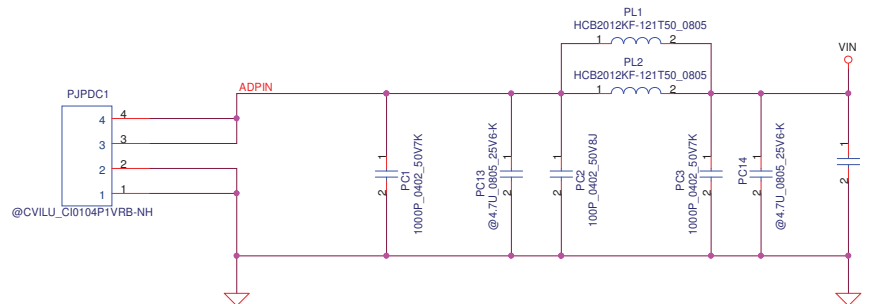 PL1
HCB2012KF-121T50_0805
1 2
PL2
HCB2012KF-121T50_0805
1 2
VIN
ADPIN
PJPDC1
4 4
3 3
2 2
1 1
@CVILU_CI0104P1VRB-NH
1
2
PC1
1000P_0402_50V7K
1
2
PC13
@4.7U_0805_25V6-K
1
2
PC2
100P_0402_50V8J
1
2
PC3
1000P_0402_50V7K
1
2
PC14
@4.7U_0805_25V6-K
1
2